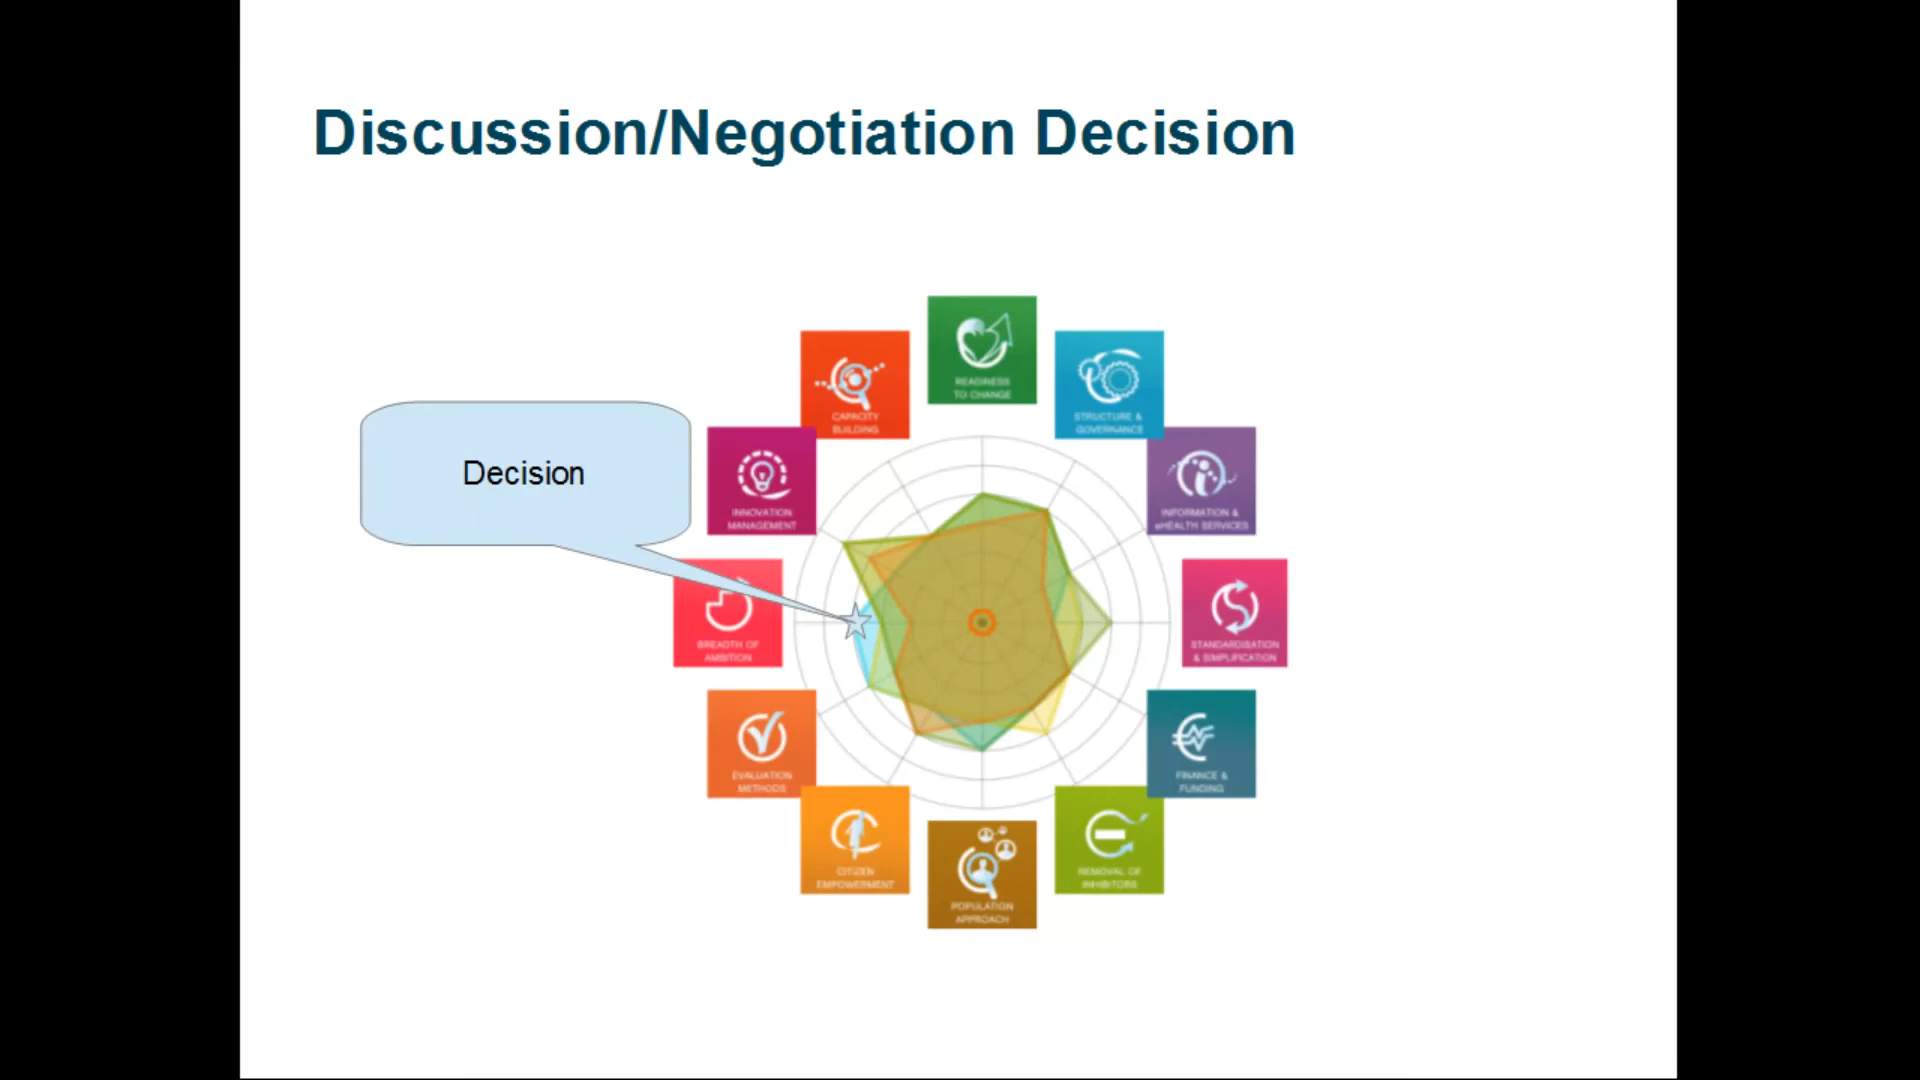 Discussion/Negotiation Decision
READINESS
TO CHANGE
CAPACITY
BUILDING
STRUCTURE &
GOVERNANCE
Decision
INNOVATION
MANAGEMENT
INFORMATION &
eHEALTH SERVICES
BREADTH OF
AMBITION
STANDARDISATION
& SIMPLIFICATION
EVALUATION
METHODS
FINANCE &
FUNDING
CITIZEN
EMPOWERMENT
REMOVAL OF
INHIBITORS
POPULATION
APPROACH